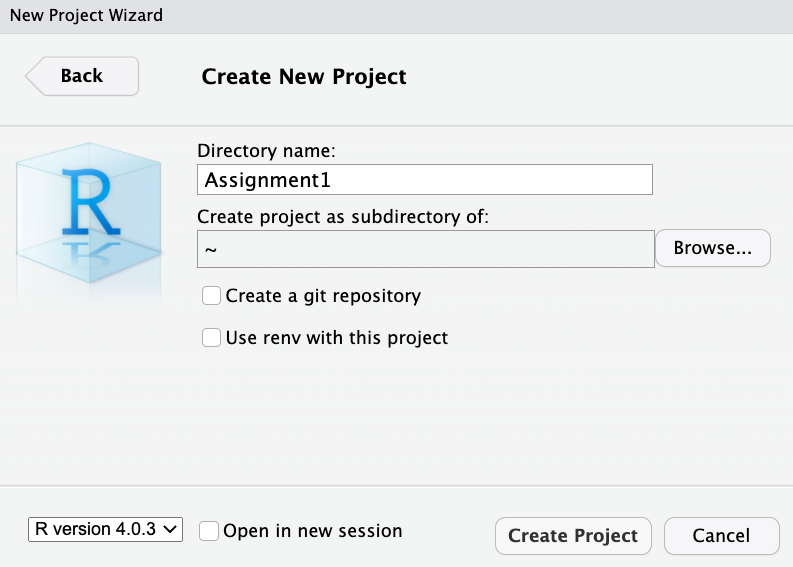 New Project Wizard
Back
Create New Project
R
Directory name:
Assignment1
Create project as subdirectory of:
~
Browse...
Create a git repository
Use renv with this project
R version 4.0.3
Open in new session
Create Project
Cancel